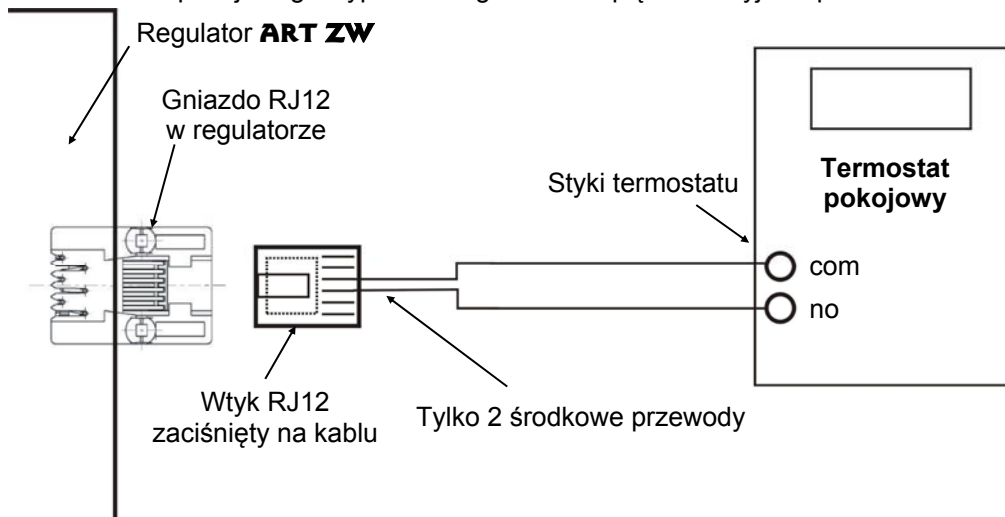 Regulator ART ZW
Gniazdo RJ12
w regulatorze
Termostat
pokojowy
Styki termostatu
com
no
Wtyk RJ12
zaciśnięty na kablu
Tylko 2 środkowe przewody